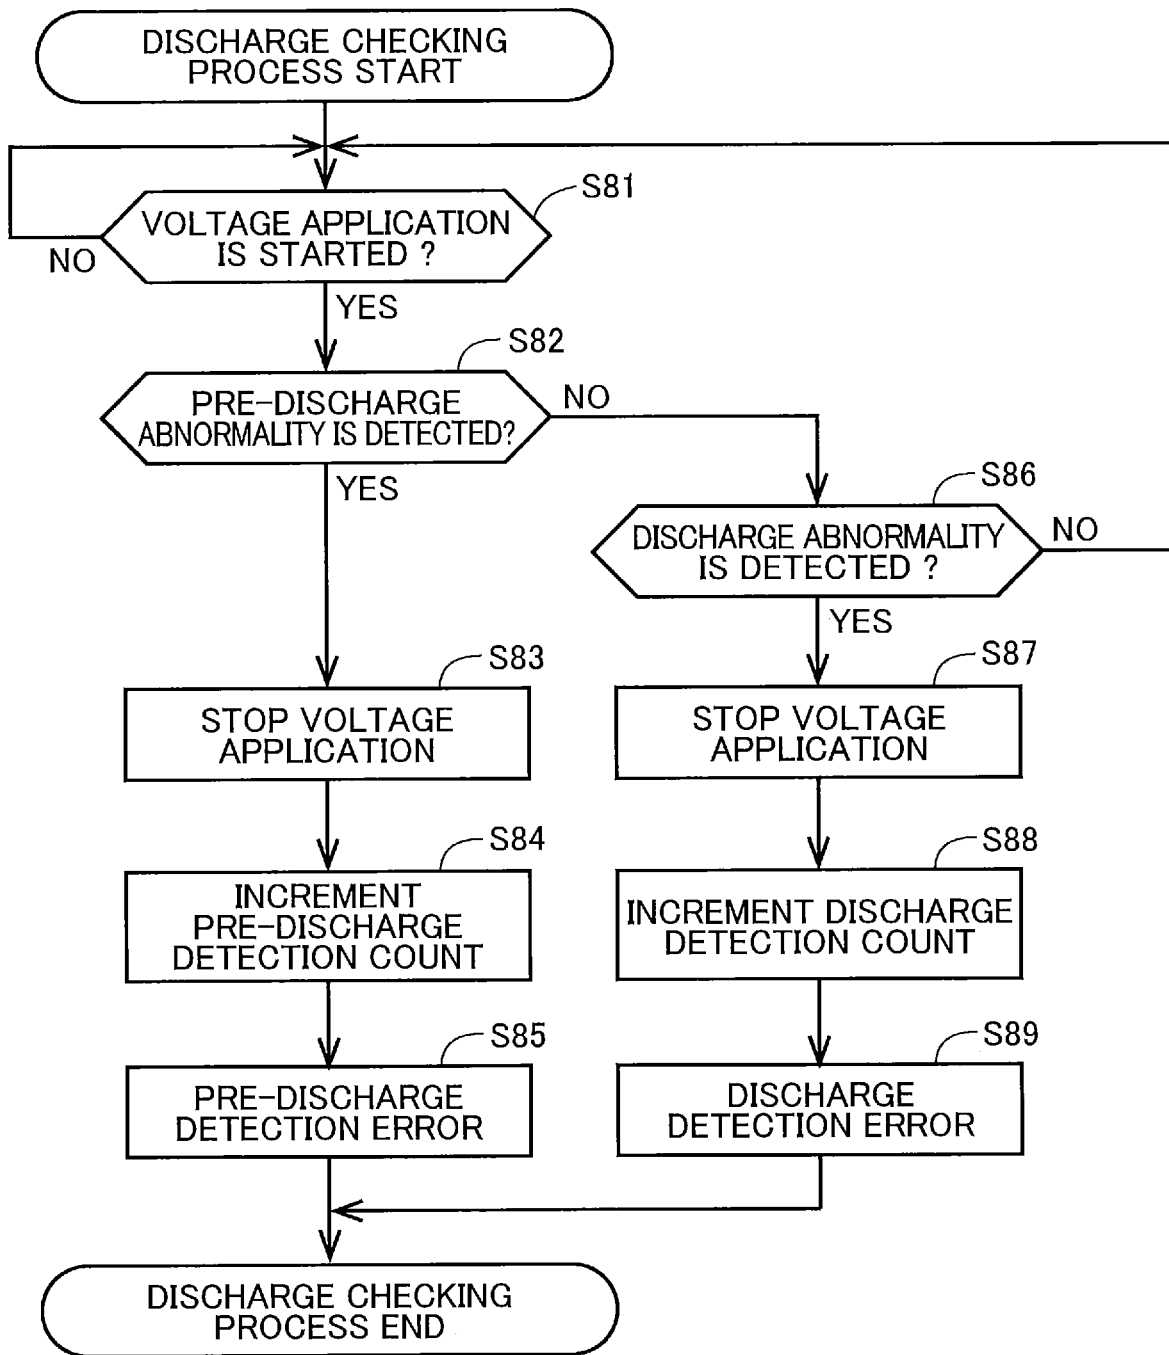 DISCHARGE CHECKING
PROCESS START
S81
VOLTAGE APPLICATION
IS STARTED ?
NO
YES
S82
PRE-DISCHARGE
ABNORMALITY IS DETECTED?
NO
YES
S86
DISCHARGE ABNORMALITY
IS DETECTED ?
NO
YES
S83
STOP VOLTAGE
APPLICATION
S87
STOP VOLTAGE
APPLICATION
S84
INCREMENT
PRE-DISCHARGE
DETECTION COUNT
S88
INCREMENT DISCHARGE
DETECTION COUNT
S85
PRE-DISCHARGE
DETECTION ERROR
S89
DISCHARGE
DETECTION ERROR
DISCHARGE CHECKING
PROCESS END